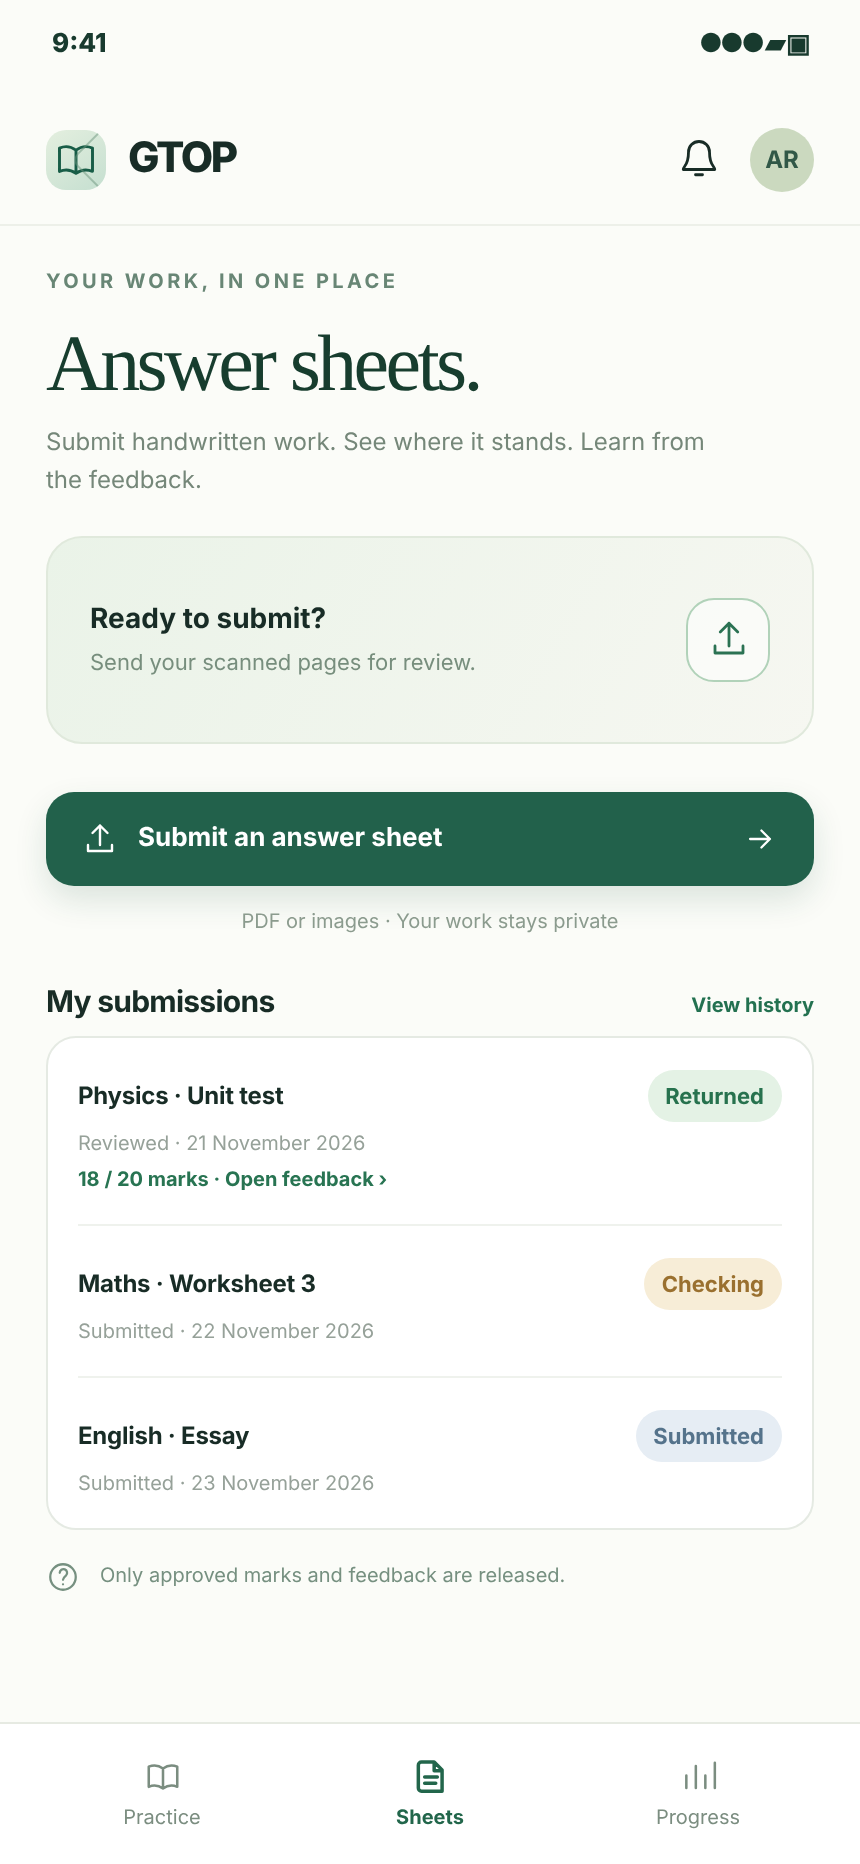 9:41
GTOP
AR
YOUR WORK, IN ONE PLACE
Answer sheets.
Submit handwritten work. See where it stands. Learn from
the feedback.
Ready to submit?
Send your scanned pages for review.
Submit an answer sheet
PDF or images · Your work stays private
My submissions
View history
Physics · Unit test
Returned
Reviewed · 21 November 2026
18 / 20 marks · Open feedback ›
Maths · Worksheet 3
Checking
Submitted · 22 November 2026
English · Essay
Submitted
Submitted · 23 November 2026
Only approved marks and feedback are released.
Practice
Sheets
Progress